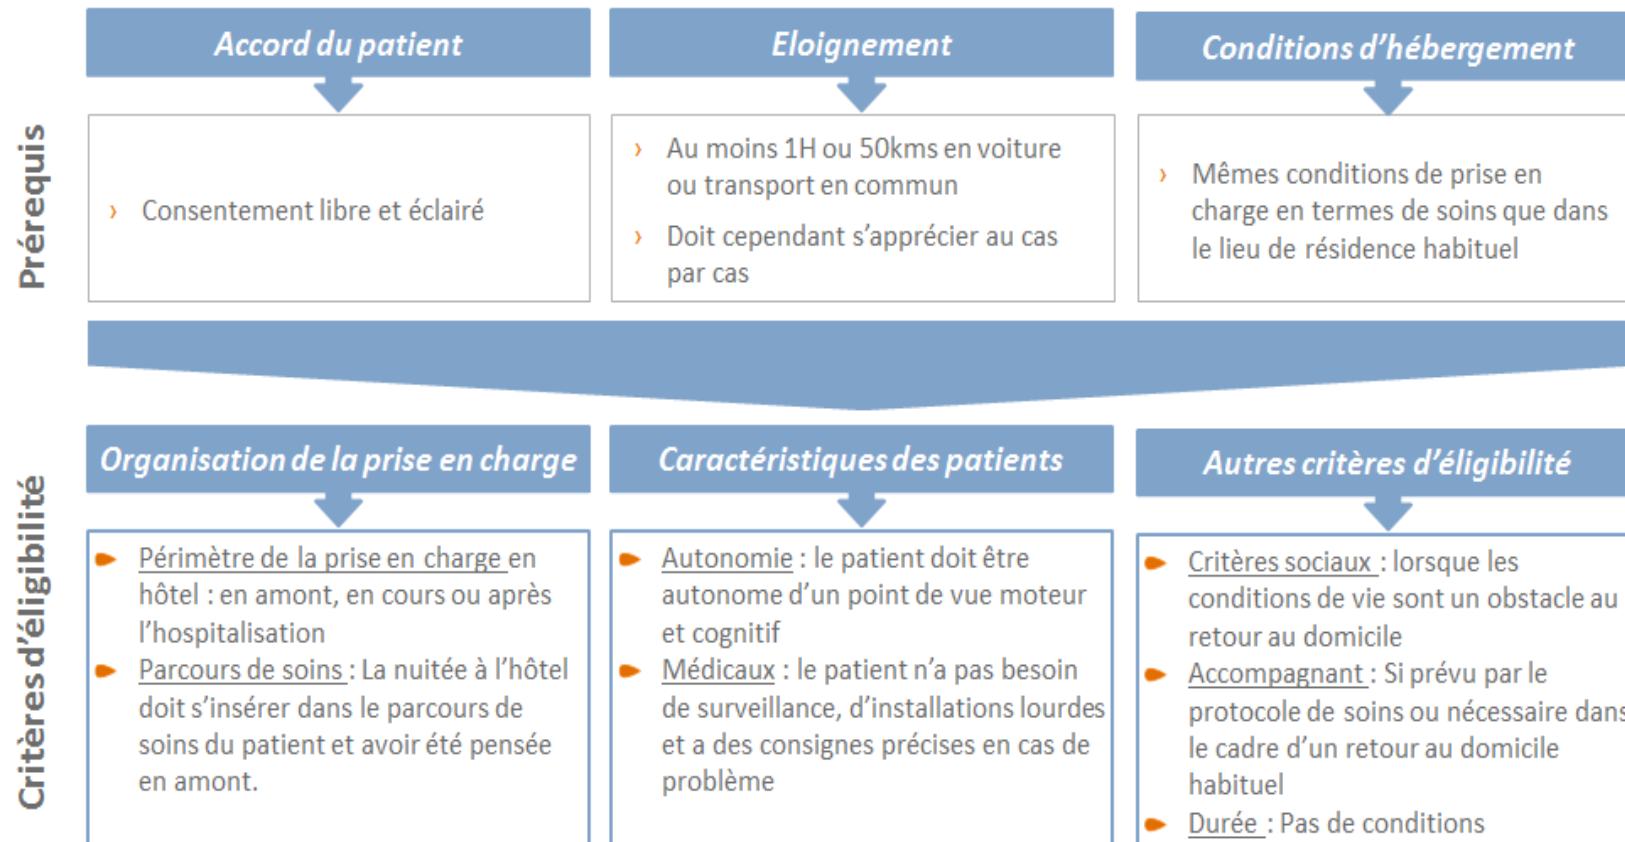 Prérequis
Accord du patient
› Consentement libre et éclairé
Eloignement
› Au moins 1H ou 50kms en voiture
ou transport en commun
› Doit cependant s’apprécier au cas
par cas
Conditions d’hébergement
› Mêmes conditions de prise en
charge en termes de soins que dans
le lieu de résidence habituel
Critères d’éligibilité
Organisation de la prise en charge
Périmètre de la prise en charge en
hôtel : en amont, en cours ou après
l’hospitalisation
Parcours de soins : La nuitée à l’hôtel
doit s’insérer dans le parcours de
soins du patient et avoir été pensée
en amont.
Caractéristiques des patients
Autonomie : le patient doit être
autonome d’un point de vue moteur
et cognitif
Médicaux : le patient n’a pas besoin
de surveillance, d’installations lourdes
et a des consignes précises en cas de
problème
Autres critères d’éligibilité
Critères sociaux : lorsque les
conditions de vie sont un obstacle au
retour au domicile
Accompagnant : Si prévu par le
protocole de soins ou nécessaire dans
le cadre d’un retour au domicile
habituel
Durée : Pas de conditions